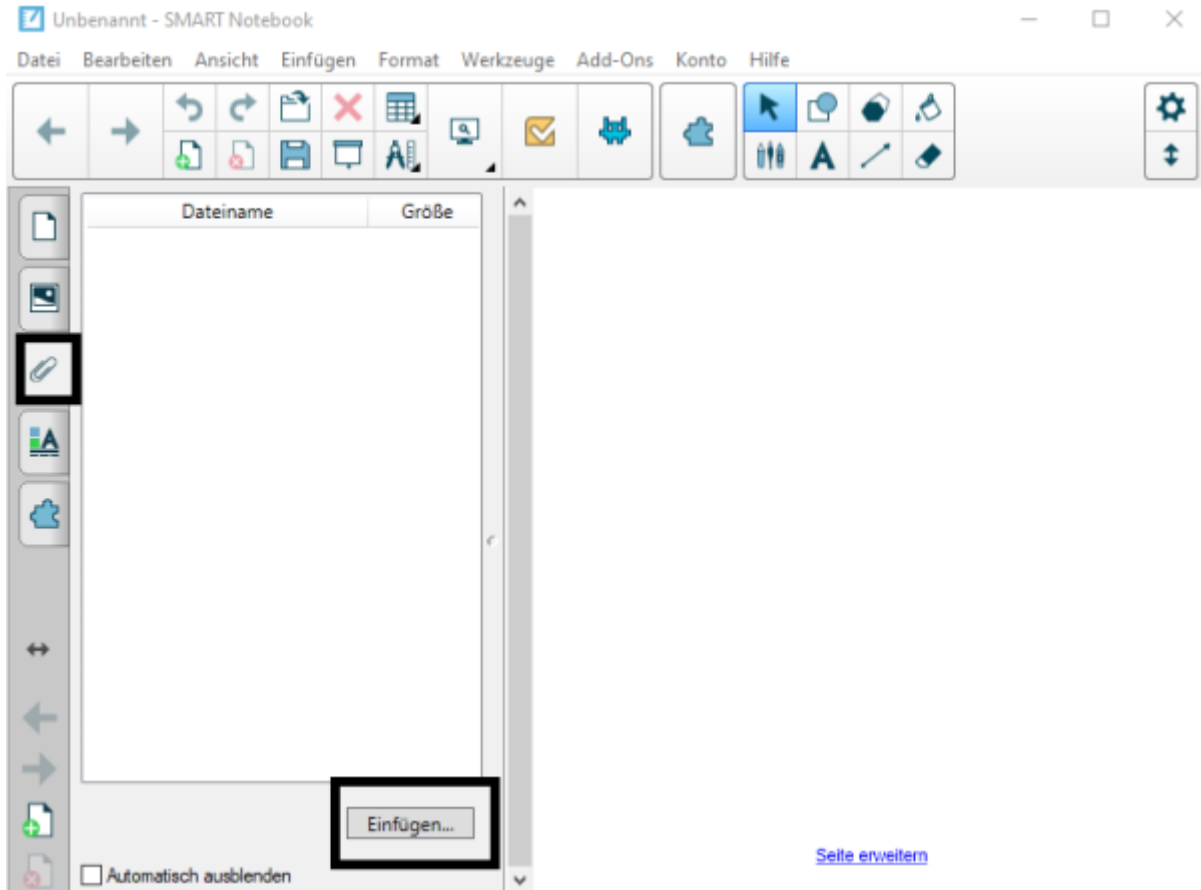 Unbenannt - SMART Notebook
Datei Bearbeiten Ansicht Einfügen Format Werkzeuge Add-Ons Konto Hilfe
Dateiname Größe
Einfügen...
Seite erweitern
Automatisch ausblenden